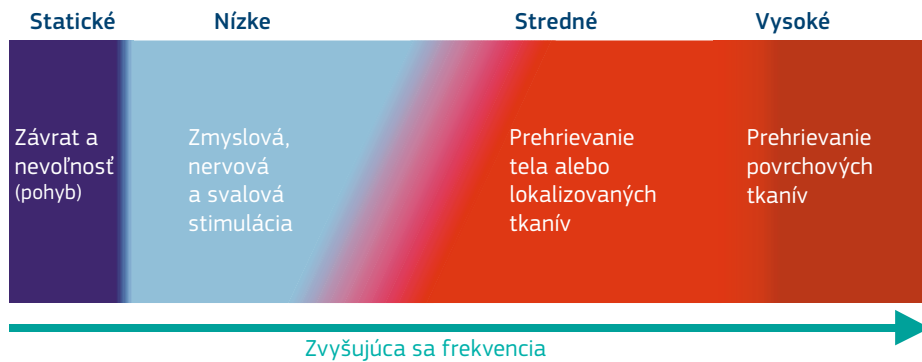 Statické Nízke Stredné Vysoké
Závrat a
nevoľnosť
(pohyb)
Zmyslová,
nervová
a svalová
stimulácia
Prehrievanie
tela alebo
lokalizovaných
tkanív
Prehrievanie
povrchových
tkanív
Zvyšujúca sa frekvencia